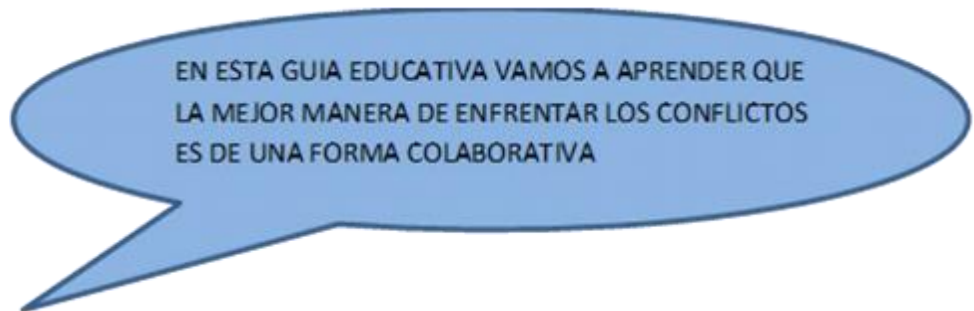 EN ESTA GUIA EDUCATIVA VAMOS A APRENDER QUE
LA MEJOR MANERA DE ENFRENTAR LOS CONFLICTOS
ES DE UNA FORMA COLABORATIVA